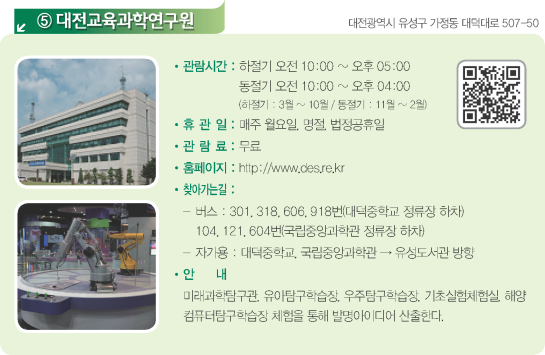 ⑤ 대전교육과학연구원
대전광역시 유성구 가정동 대덕대로 507-50
• 관람시간 : 하절기 오전 10:00 ~ 오후 05:00
동절기 오전 10:00 ~ 오후 04:00
(하절기 : 3월 ~ 10월 / 동절기 : 11월 ~ 2월)
• 휴 관 일 : 매주 월요일, 명절, 법정공휴일
• 관 람 료 : 무료
• 홈페이지 : http://www.des.re.kr
• 찾아가는길 :
- 버스 : 301, 318, 606, 918번(대덕중학교 정류장 하차)
104, 121, 604번(국립중앙과학관 정류장 하차)
- 자가용 : 대덕중학교, 국립중앙과학관 → 유성도서관 방향
• 안 내
미래과학탐구관, 유아탐구학습장, 우주탐구학습장, 기초실험체험실, 해양
컴퓨터탐구학습장 체험을 통해 발명아이디어 산출한다.